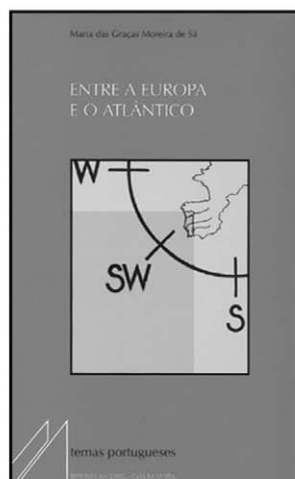 Maria das Graças Moreira de Sá
ENTRE A EUROPA
E O ATLÂNTICO
W
SW
S
temas portugueses